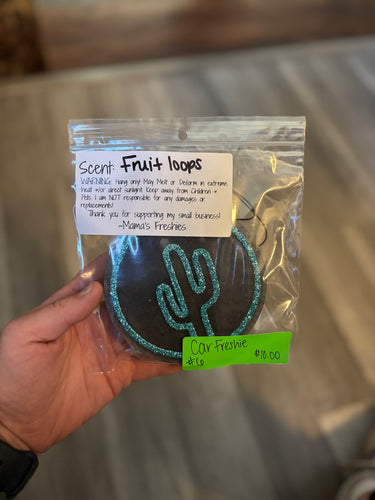 Scent: Fruit loops
WARNING: Hang only! May Melt or Deform in extreme
heat +/or direct sunlight. Keep away from Children +
Pets. I am NOT responsible for any damages or
replacements!
Thank you for supporting my small business!
-Mama's Freshies
Car Freshie
#6 $10.00